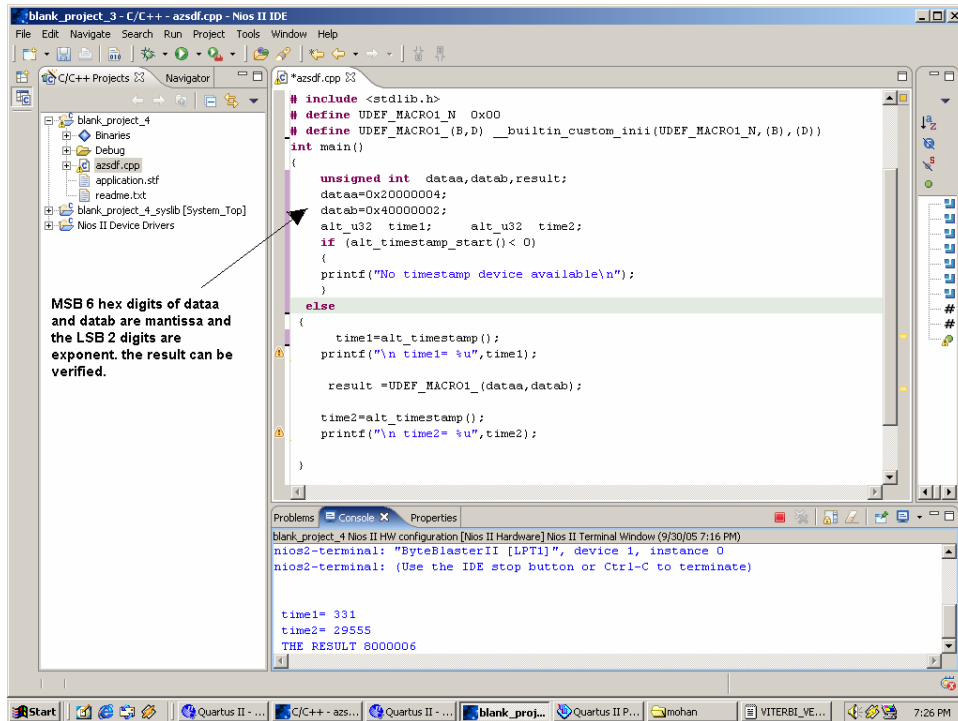 blank_project_3 - C/C++ - azsdf.cpp - Nios II IDE
File Edit Navigate Search Run Project Tools Window Help
C/C++ Projects Navigator
blank_project_4
Binaries
Debug
azsdf.cpp
application.stf
readme.txt
blank_project_4_syslib [System_Top]
Nios II Device Drivers
MSB 6 hex digits of dataa
and datab are mantissa and
the LSB 2 digits are
exponent. the result can be
verified.
*azsdf.cpp
# include <stdlib.h>
# define UDEF_MACRO1_N 0x00
# define UDEF_MACRO1_(B,D) __builtin_custom_inii(UDEF_MACRO1_N,(B),(D))
int main()
{
unsigned int dataa,datab,result;
dataa=0x20000004;
datab=0x40000002;
alt_u32 time1; alt_u32 time2;
if (alt_timestamp_start()< 0)
{
printf("No timestamp device available\n");
}
else
{
time1=alt_timestamp();
printf("\n time1= %u",time1);
result =UDEF_MACRO1_(dataa,datab);
time2=alt_timestamp();
printf("\n time2= %u",time2);
}
Problems Console Properties
blank_project_4 Nios II HW configuration [Nios II Hardware] Nios II Terminal Window (9/30/05 7:16 PM)
nios2-terminal: "ByteBlasterII [LPT1]", device 1, instance 0
nios2-terminal: (Use the IDE stop button or Ctrl-C to terminate)
time1= 331
time2= 29555
THE RESULT 8000006
Start Quartus II - ... C/C++ - azs... Quartus II - ... blank_proj... Quartus II P... mohan VITERBI_VE... 7:26 PM